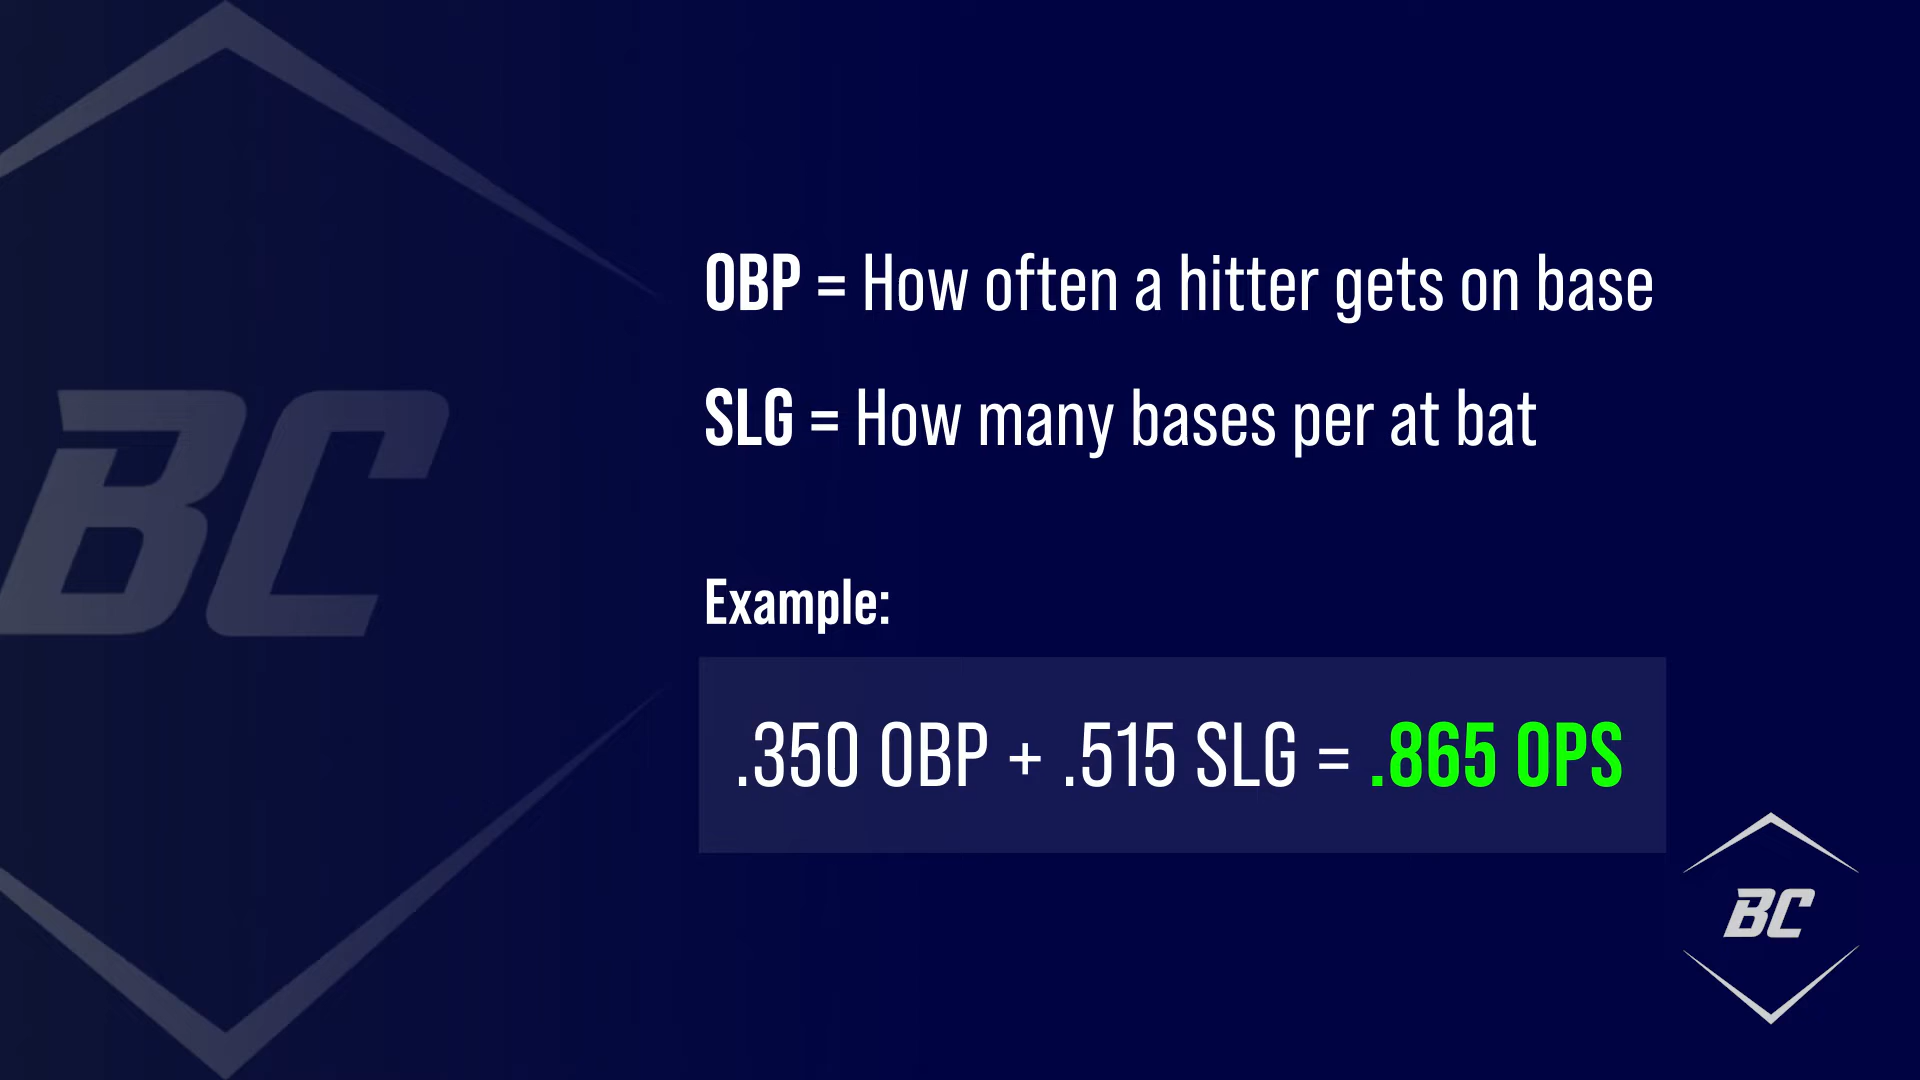 OBP = How often a hitter gets on base
SLG = How many bases per at bat
BC
Example:
.350 OBP + .515 SLG = .865 OPS
BC